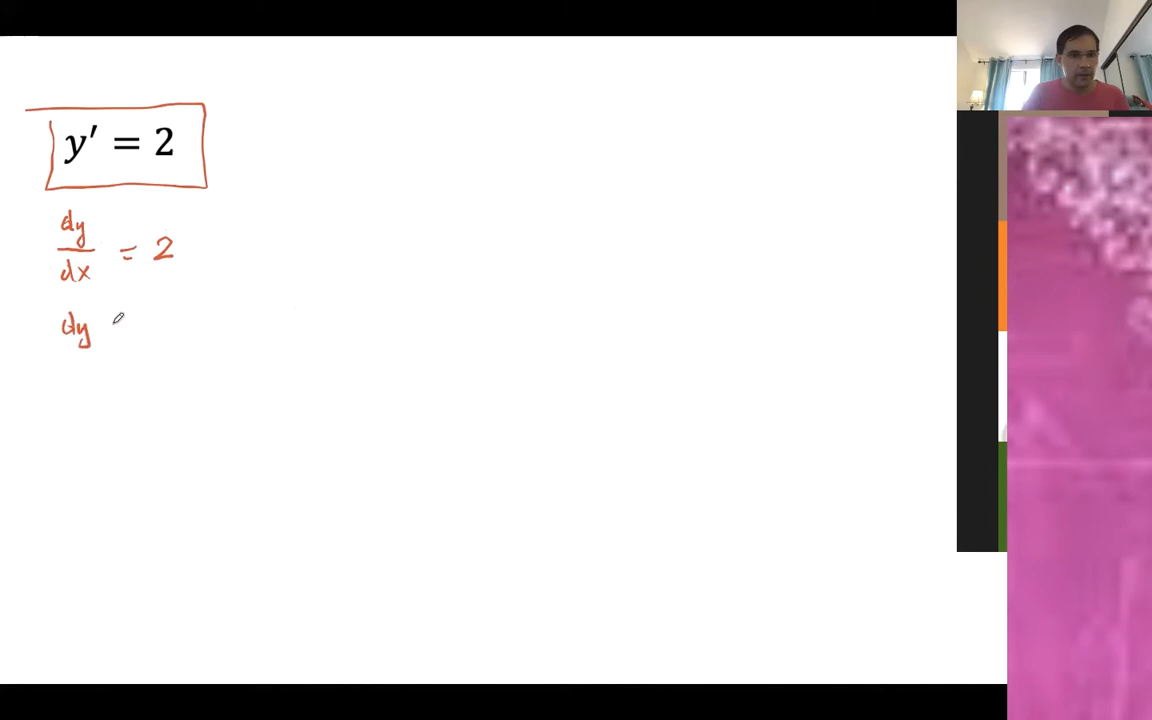 y′ = 2
dy/dx = 2
dy